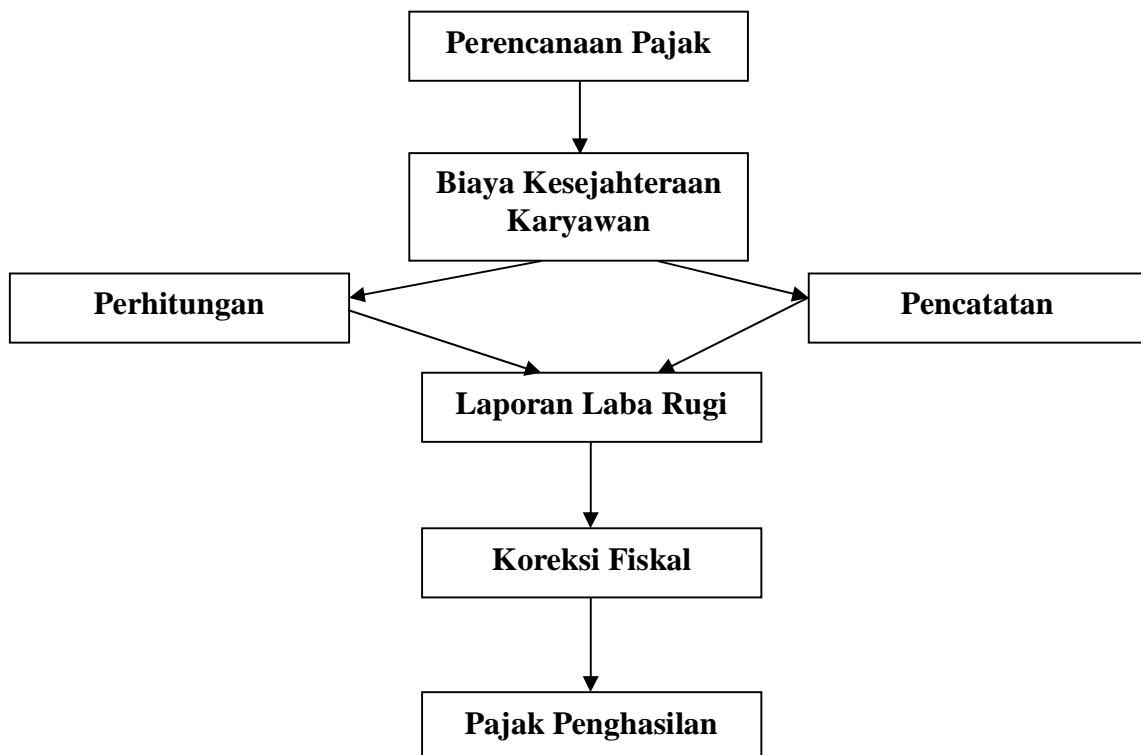 Perencanaan Pajak
Biaya Kesejahteraan
Karyawan
Perhitungan
Pencatatan
Laporan Laba Rugi
Koreksi Fiskal
Pajak Penghasilan